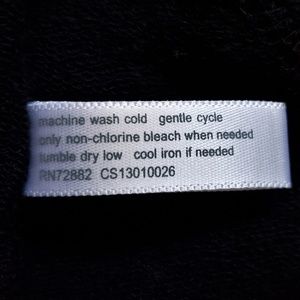 machine wash cold gentle cycle
only non-chlorine bleach when needed
tumble dry low cool iron if needed
RN72882 CS13010026